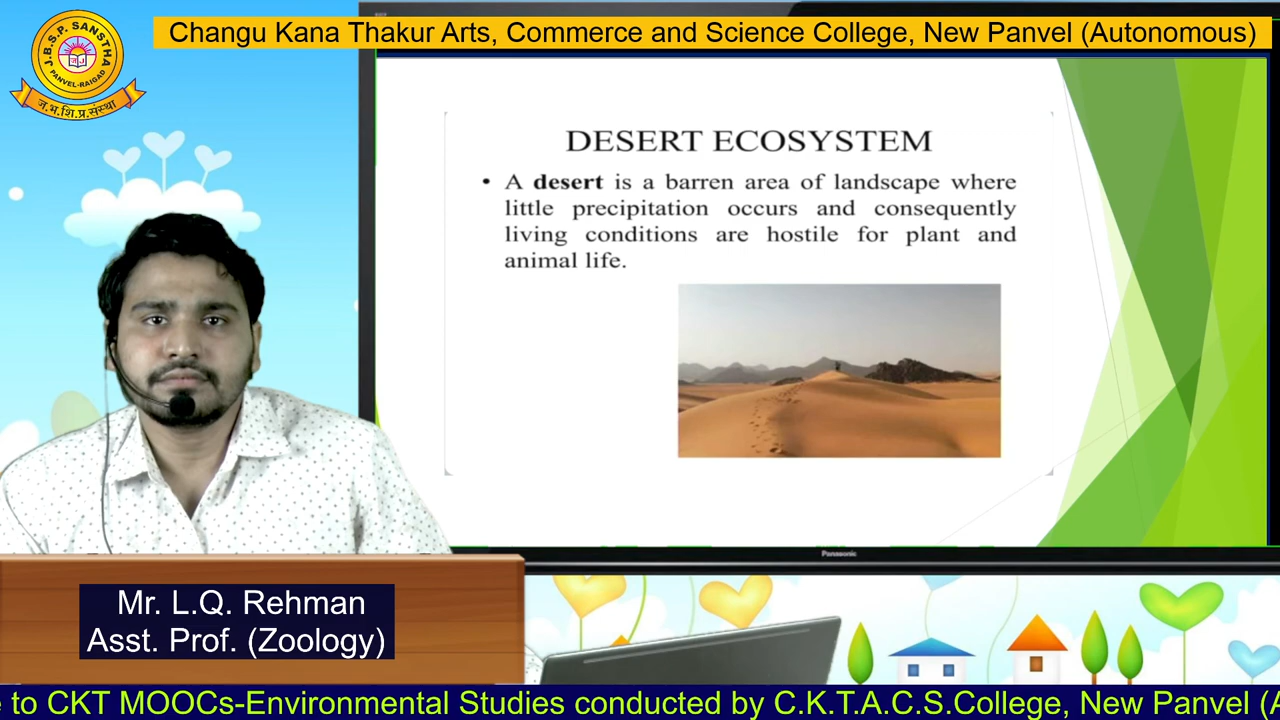 J.B.S.P. SANSTHA
PANVEL-RAIGAD
ज.भ.शि.प्र.संस्था
Changu Kana Thakur Arts, Commerce and Science College, New Panvel (Autonomous)
DESERT ECOSYSTEM
• A desert is a barren area of landscape where
little precipitation occurs and consequently
living conditions are hostile for plant and
animal life.
Panasonic
Mr. L.Q. Rehman
Asst. Prof. (Zoology)
e to CKT MOOCs-Environmental Studies conducted by C.K.T.A.C.S.College, New Panvel (A